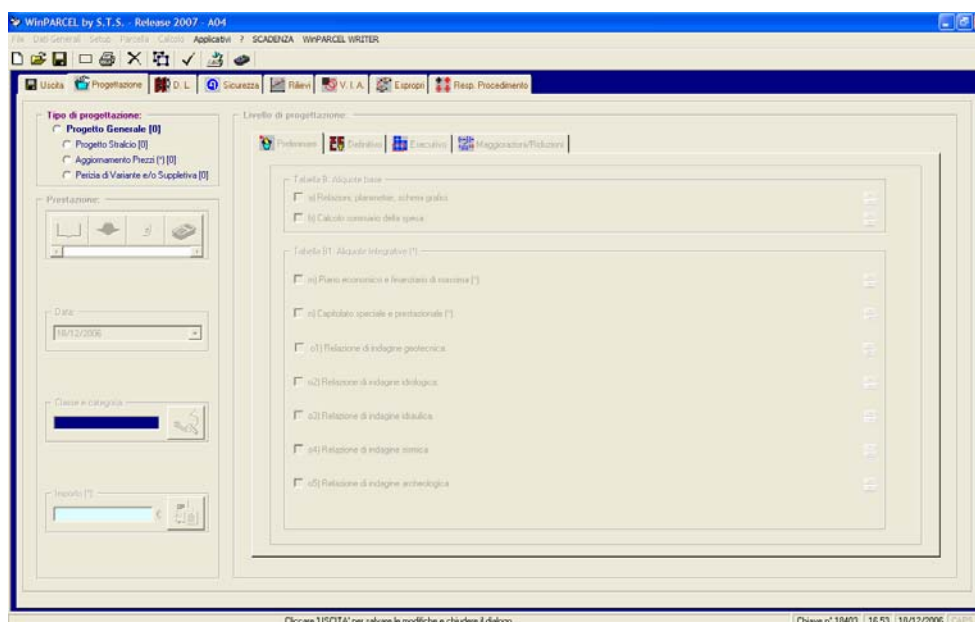 WinPARCEL by S.T.S. - Release 2007 - A04
File Dati Generali Setup Parcella Calcolo Applicativi ? SCADENZA WinPARCEL WRITER
Uscita Progettazione D. L. Sicurezza Rilievi V. I. A. Espropri Resp. Procedimento
Tipo di progettazione:
Progetto Generale [0]
Progetto Stralcio [0]
Aggiornamento Prezzi (*) [0]
Perizia di Variante e/o Suppletiva [0]
Prestazione:
Data:
18/12/2006
Classe e categoria:
Importo (*):
€
Livello di progettazione:
Preliminare Definitivo Esecutivo Maggiorazioni/Riduzioni
Tabella B: Aliquote base
a) Relazioni, planimetrie, schemi grafici
b) Calcolo sommario della spesa
Tabella B1: Aliquote integrative (*)
m) Piano economico e finanziario di massima (*)
n) Capitolato speciale e prestazionale (*)
o1) Relazione di indagine geotecnica
o2) Relazione di indagine idrologica
o3) Relazione di indagine idraulica
o4) Relazione di indagine sismica
o5) Relazione di indagine archeologica
Cliccare 'USCITA' per salvare le modifiche e chiudere il dialogo Chiave n° 18403 16.53 18/12/2006 CAPS